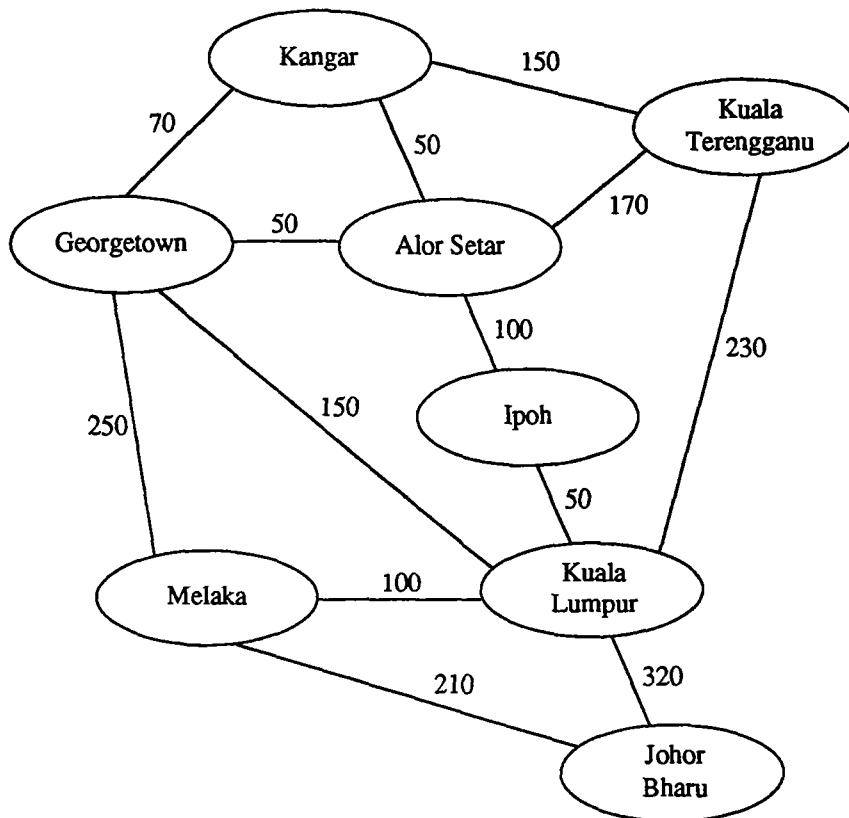 Kangar
150
Kuala
Terengganu
70
50
170
Georgetown
50
Alor Setar
100
230
150
Ipoh
250
50
Melaka
100
Kuala
Lumpur
210
320
Johor
Bharu